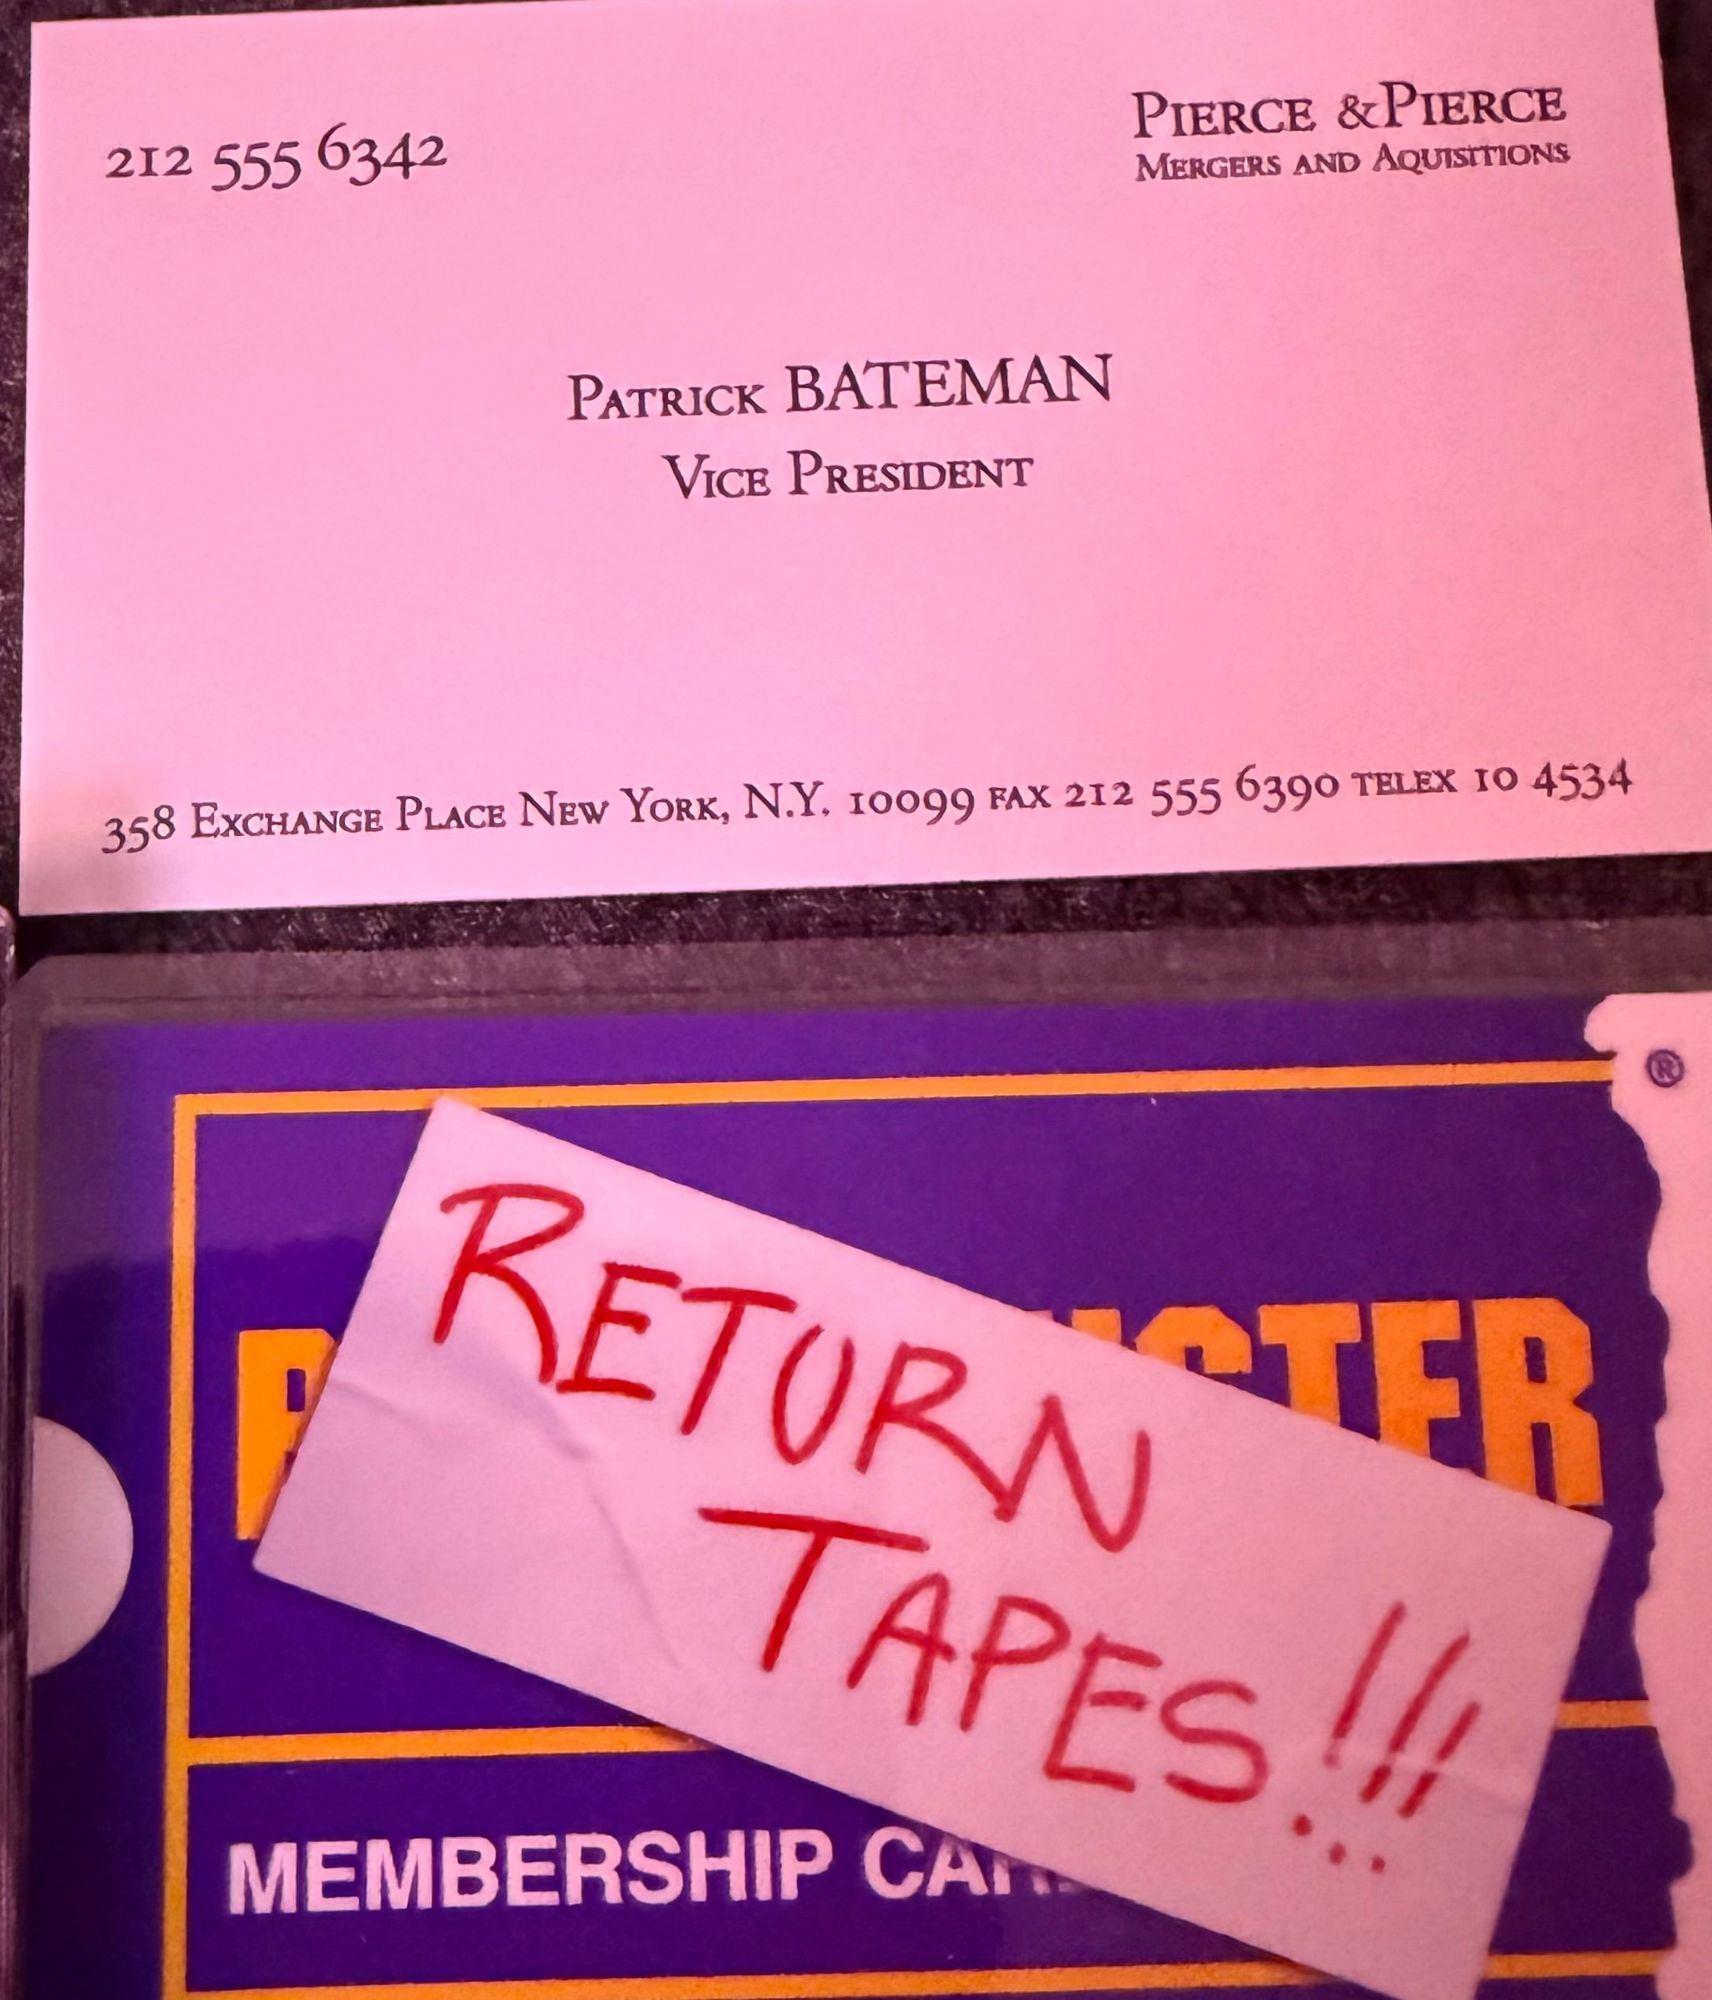 212 555 6342
PIERCE & PIERCE
MERGERS AND AQUISITIONS
PATRICK BATEMAN
VICE PRESIDENT
358 EXCHANGE PLACE NEW YORK, N.Y. 10099 FAX 212 555 6390 TELEX 10 4534
®
RETURN
TAPES!!!
MEMBERSHIP